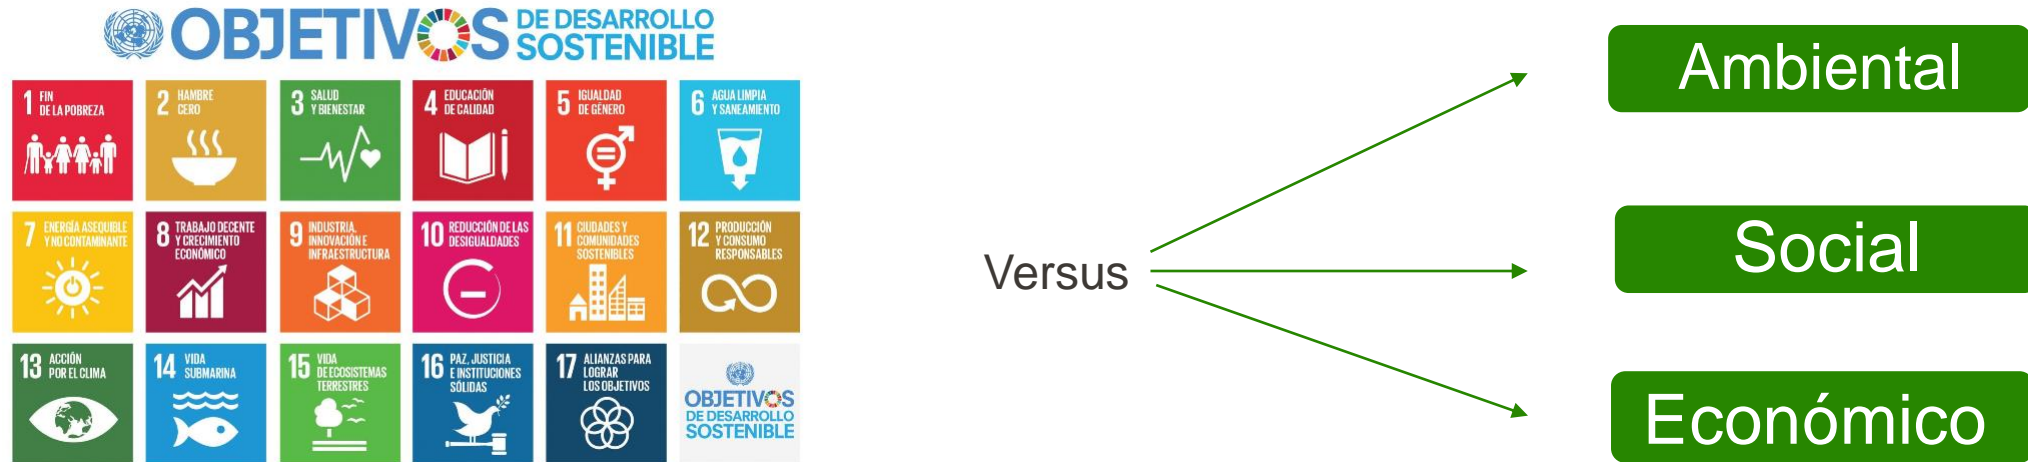 OBJETIVOS DE DESARROLLO
SOSTENIBLE
1 FIN
DE LA POBREZA
2 HAMBRE
CERO
3 SALUD
Y BIENESTAR
4 EDUCACIÓN
DE CALIDAD
5 IGUALDAD
DE GÉNERO
6 AGUA LIMPIA
Y SANEAMIENTO
7 ENERGÍA ASEQUIBLE
Y NO CONTAMINANTE
8 TRABAJO DECENTE
Y CRECIMIENTO
ECONÓMICO
9 INDUSTRIA,
INNOVACIÓN E
INFRAESTRUCTURA
10 REDUCCIÓN DE LAS
DESIGUALDADES
11 CIUDADES Y
COMUNIDADES
SOSTENIBLES
12 PRODUCCIÓN
Y CONSUMO
RESPONSABLES
13 ACCIÓN
POR EL CLIMA
14 VIDA
SUBMARINA
15 VIDA
DE ECOSISTEMAS
TERRESTRES
16 PAZ, JUSTICIA
E INSTITUCIONES
SÓLIDAS
17 ALIANZAS PARA
LOGRAR
LOS OBJETIVOS
OBJETIVOS
DE DESARROLLO
SOSTENIBLE
Versus
Ambiental
Social
Económico